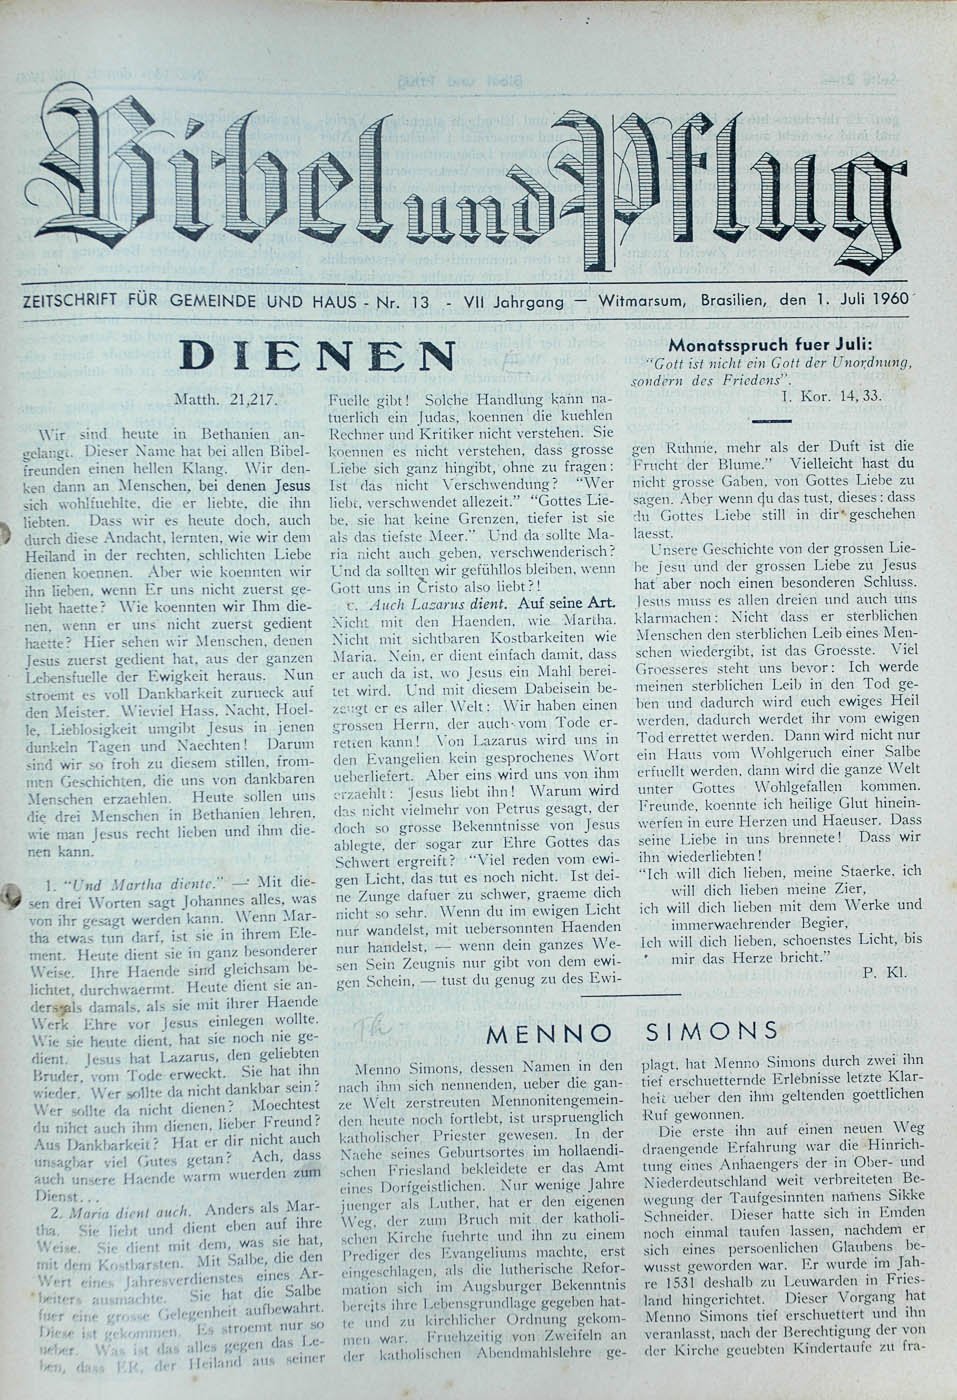 Bibel und Pflug
ZEITSCHRIFT FÜR GEMEINDE UND HAUS - Nr. 13 - VII Jahrgang — Witmarsum, Brasilien, den 1. Juli 1960
DIENEN
Matth. 21,217.
Wir sind heute in Bethanien an-
gelangt. Dieser Name hat bei allen Bibel-
freunden einen hellen Klang. Wir den-
ken dann an Menschen, bei denen Jesus
sich wohlfuehlte, die er liebte, die ihn
liebten. Dass wir es heute doch, auch
durch diese Andacht, lernten, wie wir dem
Heiland in der rechten, schlichten Liebe
dienen koennen. Aber wie koennten wir
ihn lieben, wenn Er uns nicht zuerst ge-
liebt haette? Wie koennten wir Ihm die-
nen, wenn er uns nicht zuerst gedient
haette? Hier sehen wir Menschen, denen
Jesus zuerst gedient hat, aus der ganzen
Lebensfuelle der Ewigkeit heraus. Nun
stroemt es voll Dankbarkeit zurueck auf
den Meister. Wieviel Hass, Nacht, Hoel-
le, Lieblosigkeit umgibt Jesus in jenen
dunkeln Tagen und Naechten! Darum
sind wir so froh zu diesem stillen, from-
men Geschichten, die uns von dankbaren
Menschen erzaehlen. Heute sollen uns
die drei Menschen in Bethanien lehren,
wie man Jesus recht lieben und ihm die-
nen kann.
1. "Und Martha diente." — Mit die-
sen drei Worten sagt Johannes alles, was
von ihr gesagt werden kann. Wenn Mar-
tha etwas tun darf, ist sie in ihrem Ele-
ment. Heute dient sie in ganz besonderer
Weise. Ihre Haende sind gleichsam be-
lichtet, durchwaermt. Heute dient sie an-
ders als damals, als sie mit ihrer Haende
Werk Ehre vor Jesus einlegen wollte.
Wie sie heute dient, hat sie noch nie ge-
dient. Jesus hat Lazarus, den geliebten
Bruder, vom Tode erweckt. Sie hat ihn
wieder. Wer sollte da nicht dankbar sein?
Wer sollte da nicht dienen? Moechtest
du nihct auch ihm dienen, lieber Freund?
Aus Dankbarkeit? Hat er dir nicht auch
unsagbar viel Gutes getan? Ach, dass
auch unsere Haende warm wuerden zum
Dienst...
2. Maria dient auch. Anders als Mar-
tha. Sie liebt und dient eben auf ihre
Weise. Sie dient mit dem, was sie hat,
mit dem Kostbarsten. Mit Salbe, die den
Wert eines Jahresverdienstes eines Ar-
beiters ausmachte. Sie hat die Salbe
fuer eine grosse Gelegenheit aufbewahrt.
Diese ist gekommen. Es stroemt nur so
ueber. Was ist das alles gegen das Le-
ben, dass ER, der Heiland aus seiner
Fuelle gibt! Solche Handlung kann na-
tuerlich ein Judas, koennen die kuehlen
Rechner und Kritiker nicht verstehen. Sie
koennen es nicht verstehen, dass grosse
Liebe sich ganz hingibt, ohne zu fragen:
Ist das nicht Verschwendung? "Wer
liebt, verschwendet allezeit." "Gottes Lie-
be, sie hat keine Grenzen, tiefer ist sie
als das tiefste Meer." Und da sollte Ma-
ria nicht auch geben, verschwenderisch?
Und da sollten wir gefühllos bleiben, wenn
Gott uns in Cristo also liebt?!
c. Auch Lazarus dient. Auf seine Art.
Nicht mit den Haenden, wie Martha.
Nicht mit sichtbaren Kostbarkeiten wie
Maria. Nein, er dient einfach damit, dass
er auch da ist, wo Jesus ein Mahl berei-
tet wird. Und mit diesem Dabeisein be-
zeugt er es aller Welt: Wir haben einen
grossen Herrn, der auch vom Tode er-
retten kann! Von Lazarus wird uns in
den Evangelien kein gesprochenes Wort
ueberliefert. Aber eins wird uns von ihm
erzaehlt: Jesus liebt ihn! Warum wird
das nicht vielmehr von Petrus gesagt, der
doch so grosse Bekenntnisse von Jesus
ablegte, der sogar zur Ehre Gottes das
Schwert ergreift? "Viel reden vom ewi-
gen Licht, das tut es noch nicht. Ist dei-
ne Zunge dafuer zu schwer, graeme dich
nicht so sehr. Wenn du im ewigen Licht
nur wandelst, mit uebersonnten Haenden
nur handelst, — wenn dein ganzes We-
sen Sein Zeugnis nur gibt von dem ewi-
gen Schein, — tust du genug zu des Ewi-
Monatsspruch fuer Juli:
"Gott ist nicht ein Gott der Unordnung,
sondern des Friedens".
I. Kor. 14,33.
gen Ruhme, mehr als der Duft ist die
Frucht der Blume." Vielleicht hast du
nicht grosse Gaben, von Gottes Liebe zu
sagen. Aber wenn du das tust, dieses: dass
du Gottes Liebe still in dir geschehen
laesst.
Unsere Geschichte von der grossen Lie-
be Jesu und der grossen Liebe zu Jesus
hat aber noch einen besonderen Schluss.
Jesus muss es allen dreien und auch uns
klarmachen: Nicht dass er sterblichen
Menschen den sterblichen Leib eines Men-
schen wiedergibt, ist das Groesste. Viel
Groesseres steht uns bevor: Ich werde
meinen sterblichen Leib in den Tod ge-
ben und dadurch wird euch ewiges Heil
werden, dadurch werdet ihr vom ewigen
Tod errettet werden. Dann wird nicht nur
ein Haus vom Wohlgeruch einer Salbe
erfuellt werden, dann wird die ganze Welt
unter Gottes Wohlgefallen kommen.
Freunde, koennte ich heilige Glut hinein-
werfen in eure Herzen und Haeuser. Dass
seine Liebe in uns brennete! Dass wir
ihn wiederliebten!
"Ich will dich lieben, meine Staerke, ich
will dich lieben meine Zier,
ich will dich lieben mit dem Werke und
immerwaehrender Begier,
Ich will dich lieben, schoenstes Licht, bis
mir das Herze bricht."
P. Kl.
MENNO SIMONS
Menno Simons, dessen Namen in den
nach ihm sich nennenden, ueber die gan-
ze Welt zerstreuten Mennonitengemein-
den heute noch fortlebt, ist urspruenglich
katholischer Priester gewesen. In der
Naehe seines Geburtsortes im hollaendi-
schen Friesland bekleidete er das Amt
eines Dorfgeistlichen. Nur wenige Jahre
juenger als Luther, hat er den eigenen
Weg, der zum Bruch mit der katholi-
schen Kirche fuehrte und ihn zu einem
Prediger des Evangeliums machte, erst
eingeschlagen, als die lutherische Refor-
mation sich im Augsburger Bekenntnis
bereits ihre Lebensgrundlage gegeben hat-
te und zu kirchlicher Ordnung gekom-
men war. Fruehzeitig von Zweifeln an
der katholischen Abendmahlslehre ge-
plagt, hat Menno Simons durch zwei ihn
tief erschuetternde Erlebnisse letzte Klar-
heit ueber den ihm geltenden goettlichen
Ruf gewonnen.
Die erste ihn auf einen neuen Weg
draengende Erfahrung war die Hinrich-
tung eines Anhaengers der in Ober- und
Niederdeutschland weit verbreiteten Be-
wegung der Taufgesinnten namens Sikke
Schneider. Dieser hatte sich in Emden
noch einmal taufen lassen, nachdem er
sich eines persoenlichen Glaubens be-
wusst geworden war. Er wurde im Jah-
re 1531 deshalb zu Leuwarden in Fries-
land hingerichtet. Dieser Vorgang hat
Menno Simons tief erschuettert und ihn
veranlasst, nach der Berechtigung der von
der Kirche geuebten Kindertaufe zu fra-